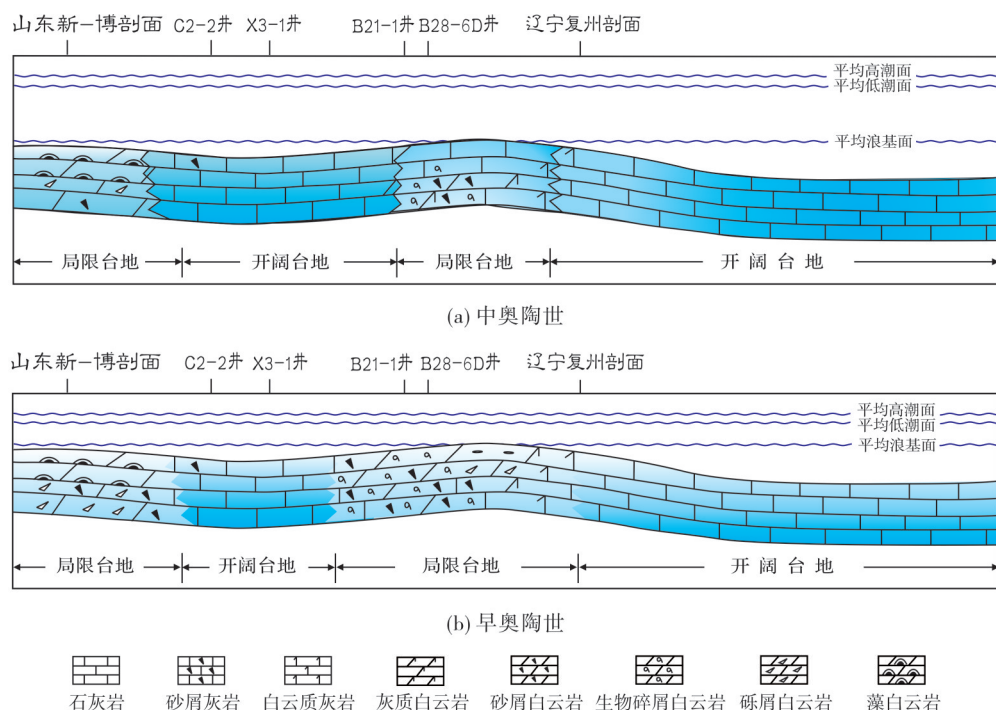 山东新-博剖面 C2-2井 X3-1井 B21-1井 B28-6D井 辽宁复州剖面
平均高潮面
平均低潮面
平均浪基面
局限台地 开阔台地 局限台地 开阔台地
(a) 中奥陶世
山东新-博剖面 C2-2井 X3-1井 B21-1井 B28-6D井 辽宁复州剖面
平均高潮面
平均低潮面
平均浪基面
局限台地 开阔台地 局限台地 开阔台地
(b) 早奥陶世
石灰岩 砂屑灰岩 白云质灰岩 灰质白云岩 砂屑白云岩 生物碎屑白云岩 砾屑白云岩 藻白云岩